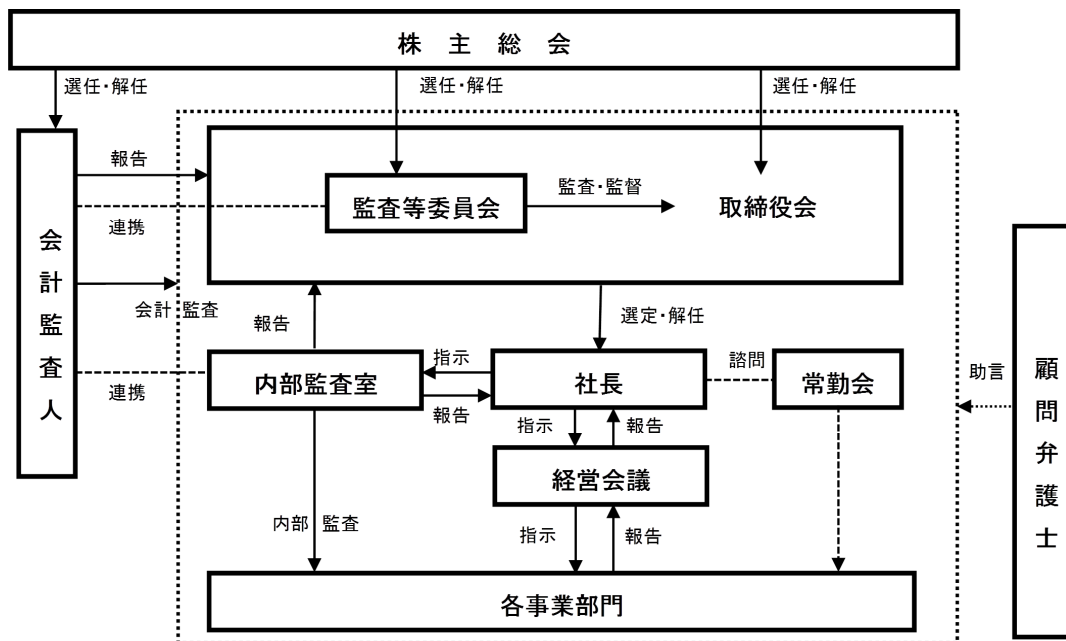 株主総会
選任・解任
選任・解任
選任・解任
会計監査人
報告
連携
会計監査
連携
監査等委員会
監査・監督
取締役会
報告
選定・解任
内部監査室
指示
報告
社長
諮問
常勤会
助言
顧問弁護士
指示
報告
経営会議
内部監査
指示
報告
各事業部門